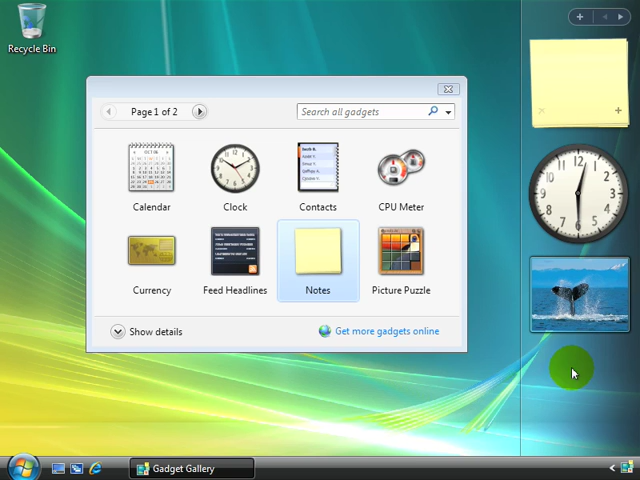 Recycle Bin
Page 1 of 2
Search all gadgets
Calendar
Clock
Contacts
CPU Meter
Currency
Feed Headlines
Notes
Picture Puzzle
Show details
Get more gadgets online
Gadget Gallery